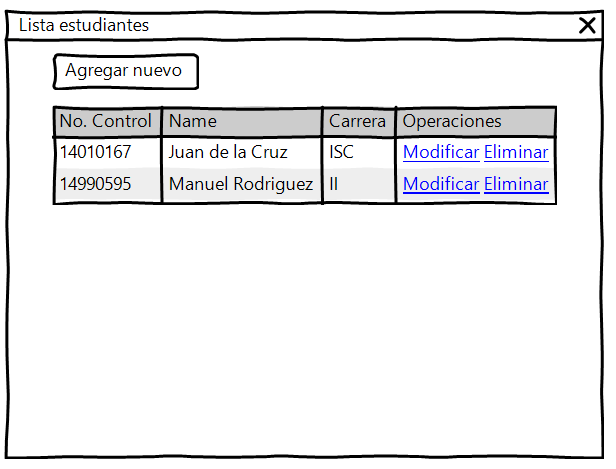 Lista estudiantes
Agregar nuevo
No. Control Name Carrera Operaciones
14010167 Juan de la Cruz ISC Modificar Eliminar
14990595 Manuel Rodriguez II Modificar Eliminar